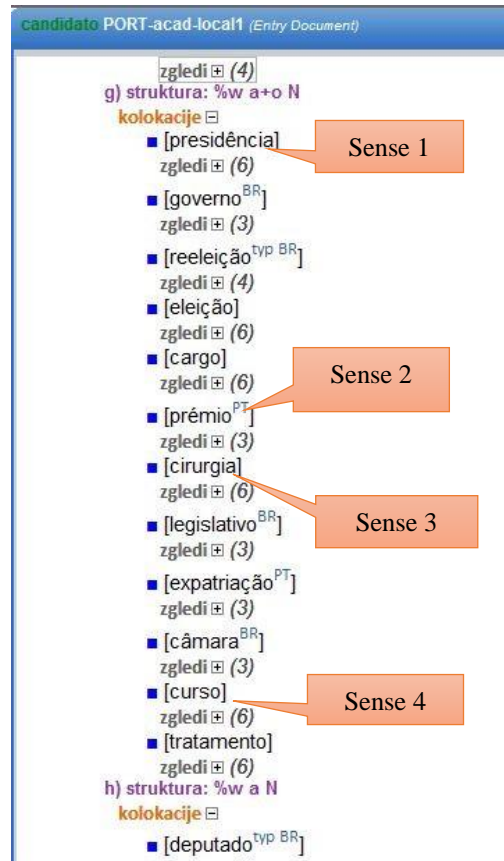 candidato PORT-acad-local1 (Entry Document)
zgledi (4)
g) struktura: %w a+o N
kolokacije
[presidência]
Sense 1
zgledi (6)
[governo BR]
zgledi (3)
[reeleição typ BR]
zgledi (4)
[eleição]
zgledi (6)
[cargo]
zgledi (6)
Sense 2
[prémio PT]
zgledi (3)
[cirurgia]
zgledi (6)
Sense 3
[legislativo BR]
zgledi (3)
[expatriação PT]
zgledi (3)
[câmara BR]
zgledi (3)
[curso]
Sense 4
zgledi (6)
[tratamento]
zgledi (6)
h) struktura: %w a N
kolokacije
[deputado typ BR]